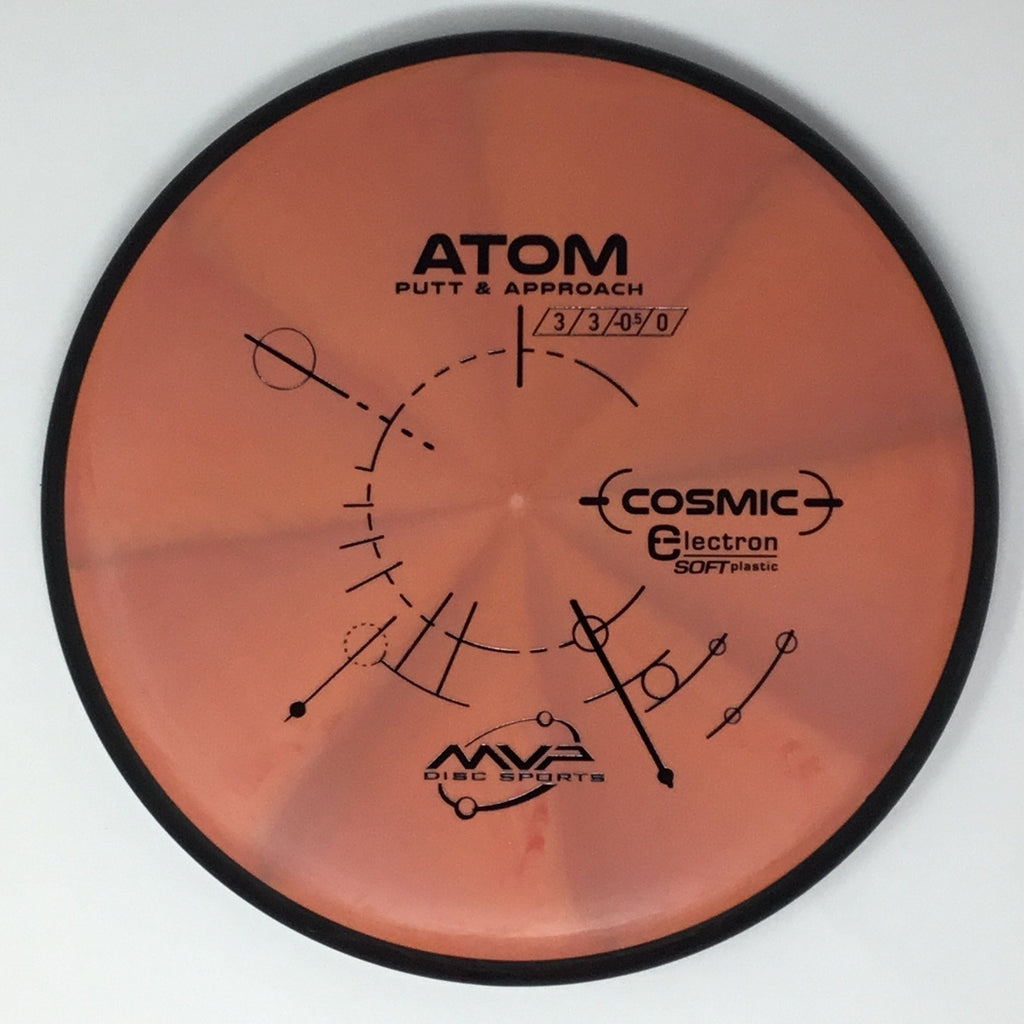 ATOM
PUTT & APPROACH
3/3/-0.5/0
COSMIC
electron
SOFT plastic
MVP
DISC SPORTS